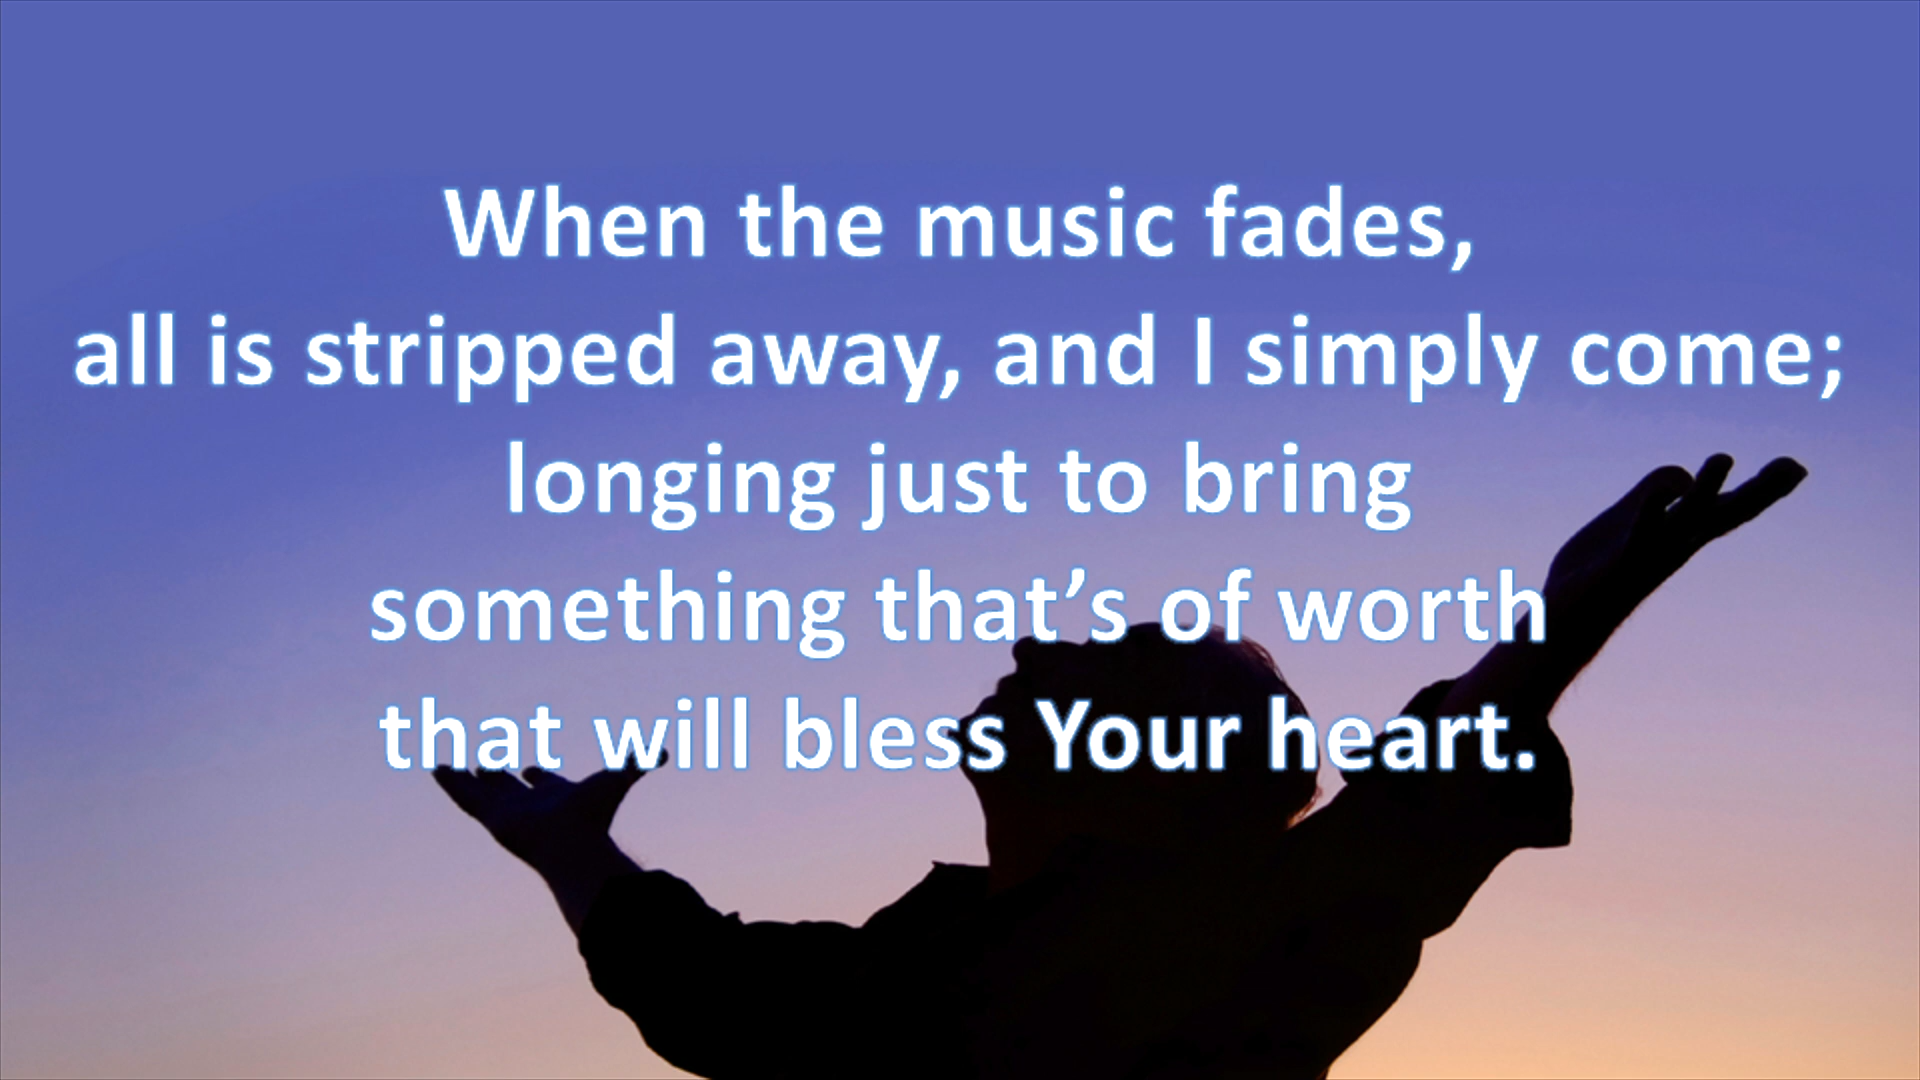 When the music fades,
all is stripped away, and I simply come;
longing just to bring
something that’s of worth
that will bless Your heart.